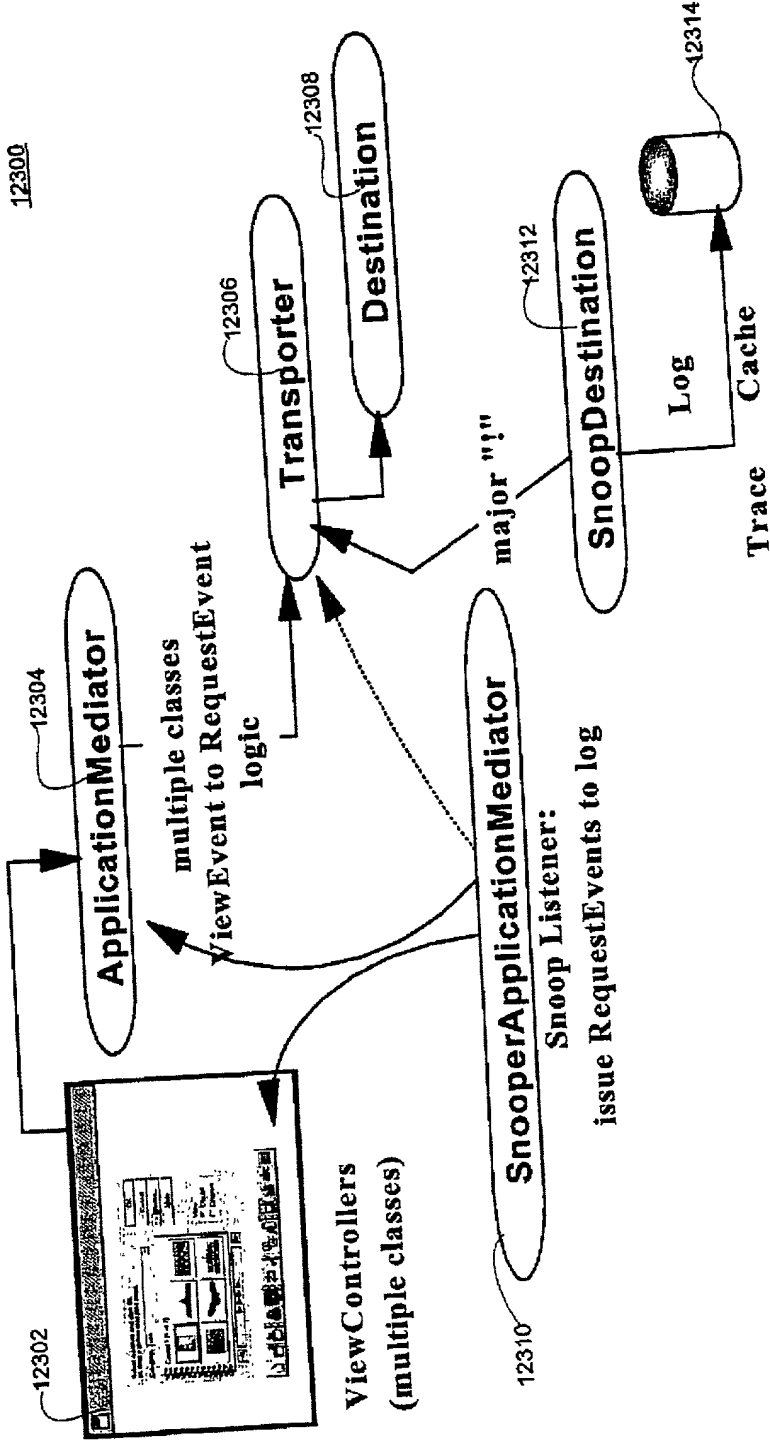 12300
12302
12304
ApplicationMediator
multiple classes
ViewEvent to RequestEvent
logic
12306
Transporter
12308
Destination
ViewControllers
(multiple classes)
major "!"
12310
SnooperApplicationMediator
Snoop Listener:
issue RequestEvents to log
12312
SnoopDestination
Log
Trace Cache
12314